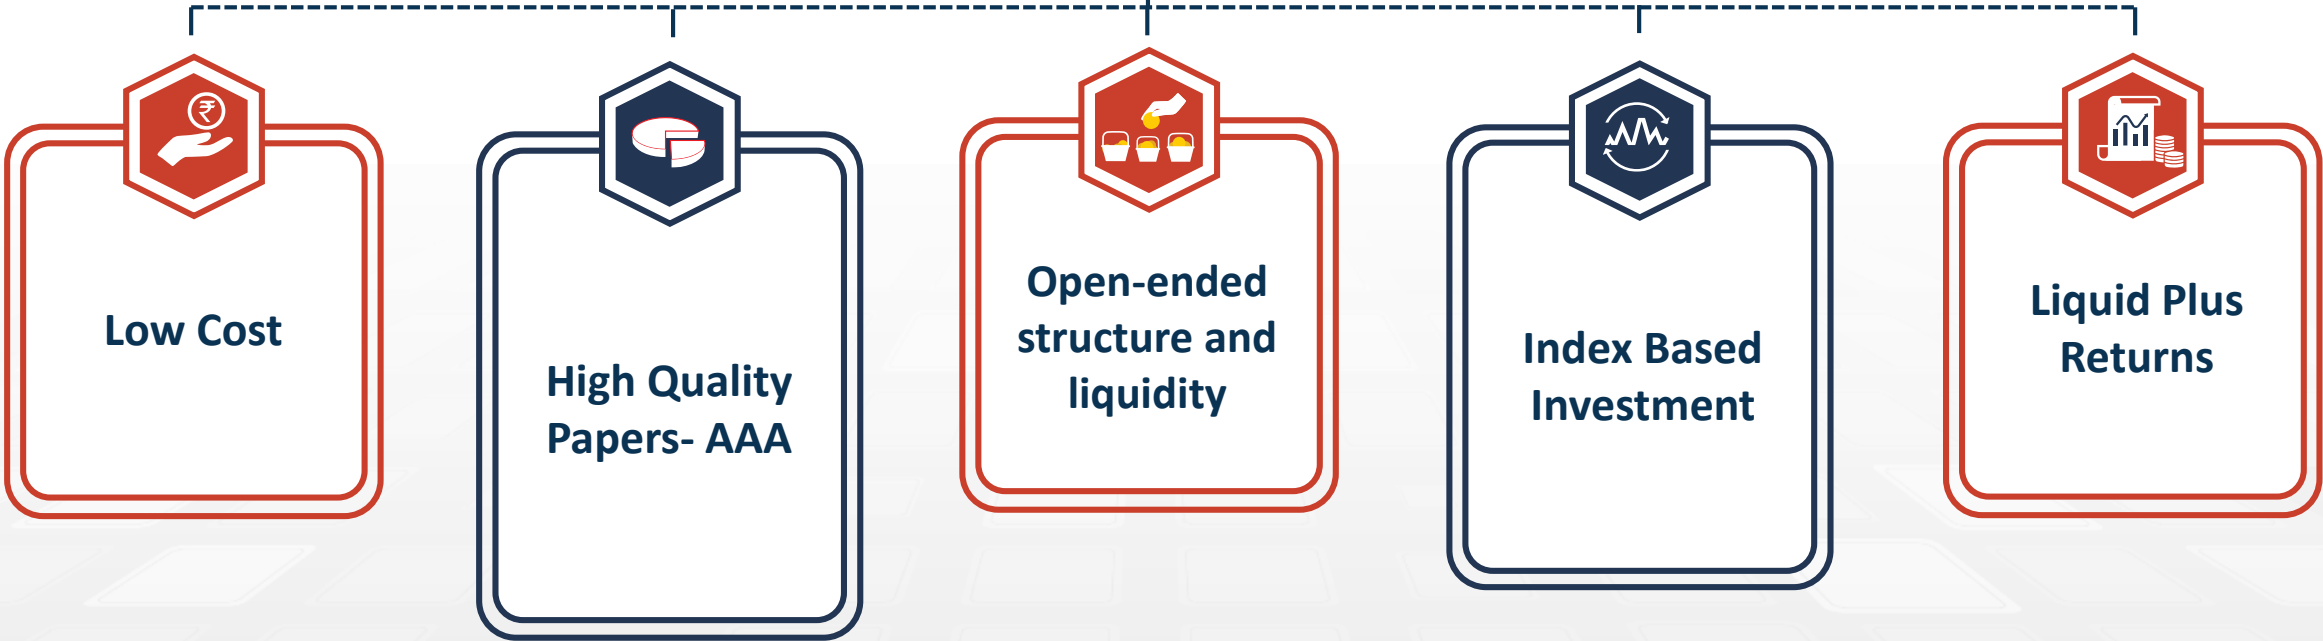 ₹
Low Cost
High Quality
Papers- AAA
Open-ended
structure and
liquidity
Index Based
Investment
Liquid Plus
Returns